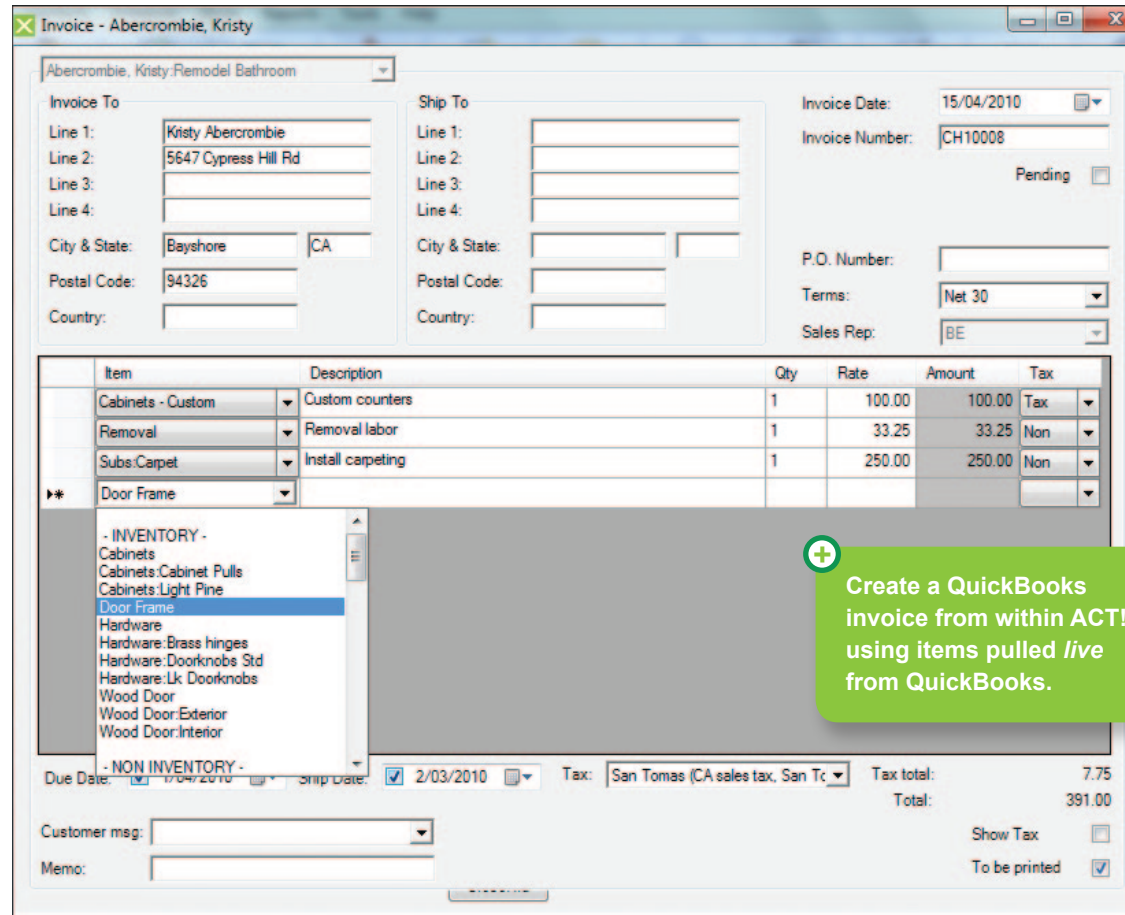 Invoice - Abercrombie, Kristy
Abercrombie, Kristy:Remodel Bathroom
Invoice To
Line 1: Kristy Abercrombie
Line 2: 5647 Cypress Hill Rd
Line 3:
Line 4:
City & State: Bayshore CA
Postal Code: 94326
Country:
Ship To
Line 1:
Line 2:
Line 3:
Line 4:
City & State:
Postal Code:
Country:
Invoice Date: 15/04/2010
Invoice Number: CH10008
Pending
P.O. Number:
Terms: Net 30
Sales Rep: BE
Item Description Qty Rate Amount Tax
Cabinets - Custom Custom counters 1 100.00 100.00 Tax
Removal Removal labor 1 33.25 33.25 Non
Subs:Carpet Install carpeting 1 250.00 250.00 Non
Door Frame
- INVENTORY -
Cabinets
Cabinets:Cabinet Pulls
Cabinets:Light Pine
Door Frame
Hardware
Hardware:Brass hinges
Hardware:Doorknobs Std
Hardware:Lk Doorknobs
Wood Door
Wood Door:Exterior
Wood Door:Interior
- NON INVENTORY -
Create a QuickBooks
invoice from within ACT!
using items pulled live
from QuickBooks.
Due Date: 1/04/2010 Ship Date: 2/03/2010 Tax: San Tomas (CA sales tax, San To Tax total: 7.75
Total: 391.00
Customer msg: Show Tax
Memo: To be printed